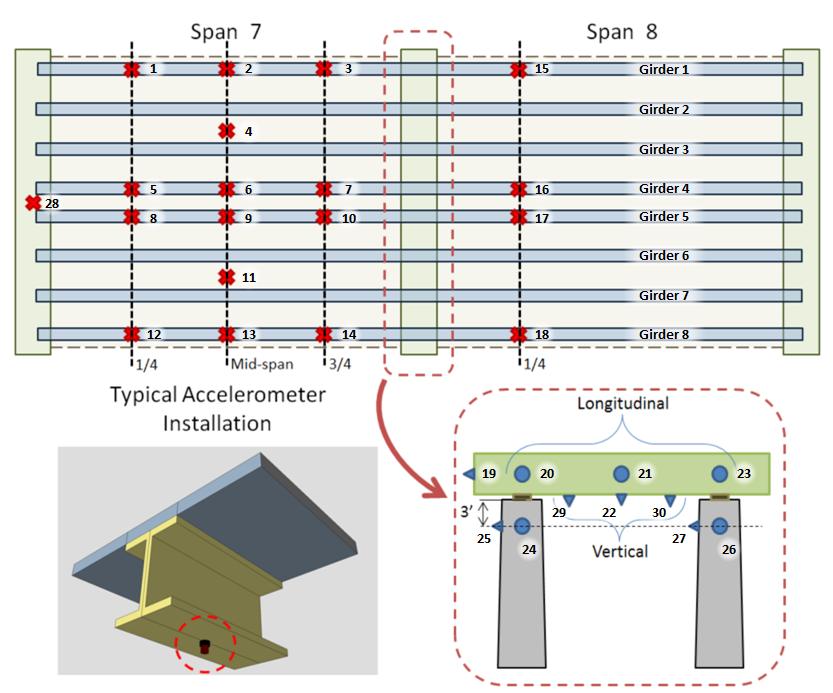 Span 7
Span 8
1 2 3 15 Girder 1
Girder 2
4
Girder 3
5 6 7 16 Girder 4
28
8 9 10 17 Girder 5
Girder 6
11
Girder 7
12 13 14 18 Girder 8
1/4 Mid-span 3/4 1/4
Typical Accelerometer
Installation
Longitudinal
19 20 21 23
3’ 29 22 30
25 24 27 26
Vertical